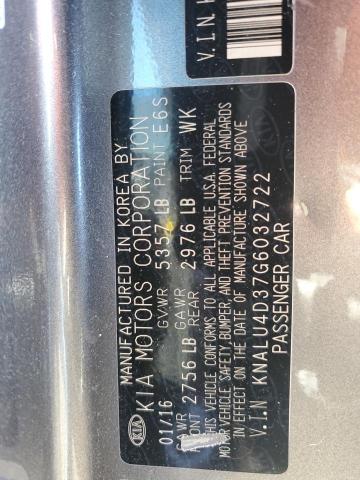 V.I.N
KIA
MANUFACTURED IN KOREA BY
KIA MOTORS CORPORATION
01/16 GVWR 5357 LB PAINT E6S
GAWR GAWR TRIM WK
FRONT 2756 LB REAR 2976 LB
THIS VEHICLE CONFORMS TO ALL APPLICABLE U.S.A. FEDERAL
MOTOR VEHICLE SAFETY, BUMPER, AND THEFT PREVENTION STANDARDS
IN EFFECT ON THE DATE OF MANUFACTURE SHOWN ABOVE
V.I.N KNALU4D37G6032722
PASSENGER CAR